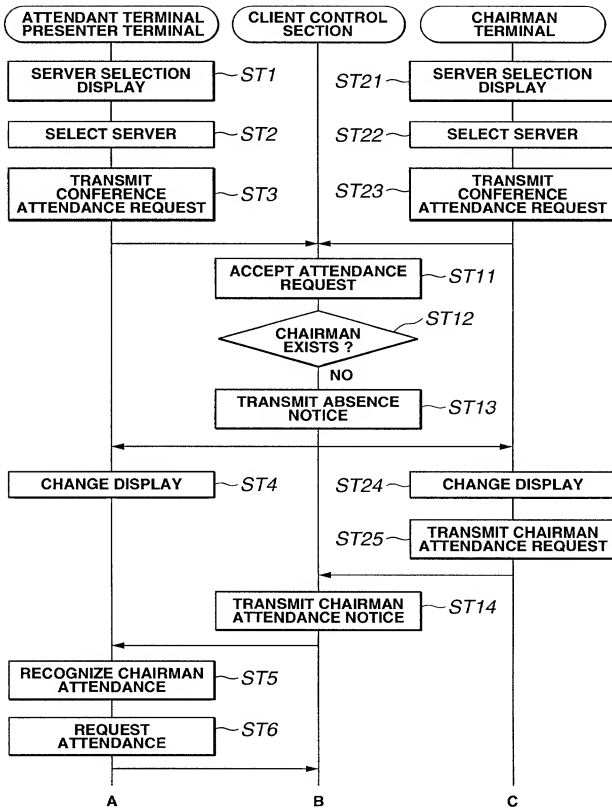 ATTENDANT TERMINAL
PRESENTER TERMINAL
CLIENT CONTROL
SECTION
CHAIRMAN
TERMINAL
SERVER SELECTION
DISPLAY
ST1
ST21
SERVER SELECTION
DISPLAY
SELECT SERVER
ST2
ST22
SELECT SERVER
TRANSMIT
CONFERENCE
ATTENDANCE REQUEST
ST3
ST23
TRANSMIT
CONFERENCE
ATTENDANCE REQUEST
ACCEPT ATTENDANCE
REQUEST
ST11
CHAIRMAN
EXISTS ?
ST12
NO
TRANSMIT ABSENCE
NOTICE
ST13
CHANGE DISPLAY
ST4
ST24
CHANGE DISPLAY
ST25
TRANSMIT CHAIRMAN
ATTENDANCE REQUEST
TRANSMIT CHAIRMAN
ATTENDANCE NOTICE
ST14
RECOGNIZE CHAIRMAN
ATTENDANCE
ST5
REQUEST
ATTENDANCE
ST6
A
B
C